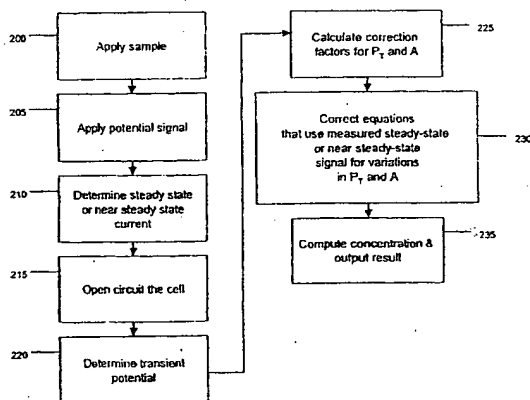 200
Apply sample
205
Apply potential signal
210
Determine steady state
or near steady state
current
215
Open circuit the cell
220
Determine transient
potential
Calculate correction
factors for PT and A
225
Correct equations
that use measured steady-state
or near steady-state
signal for variations
in PT and A
230
Compute concentration &
output result
235